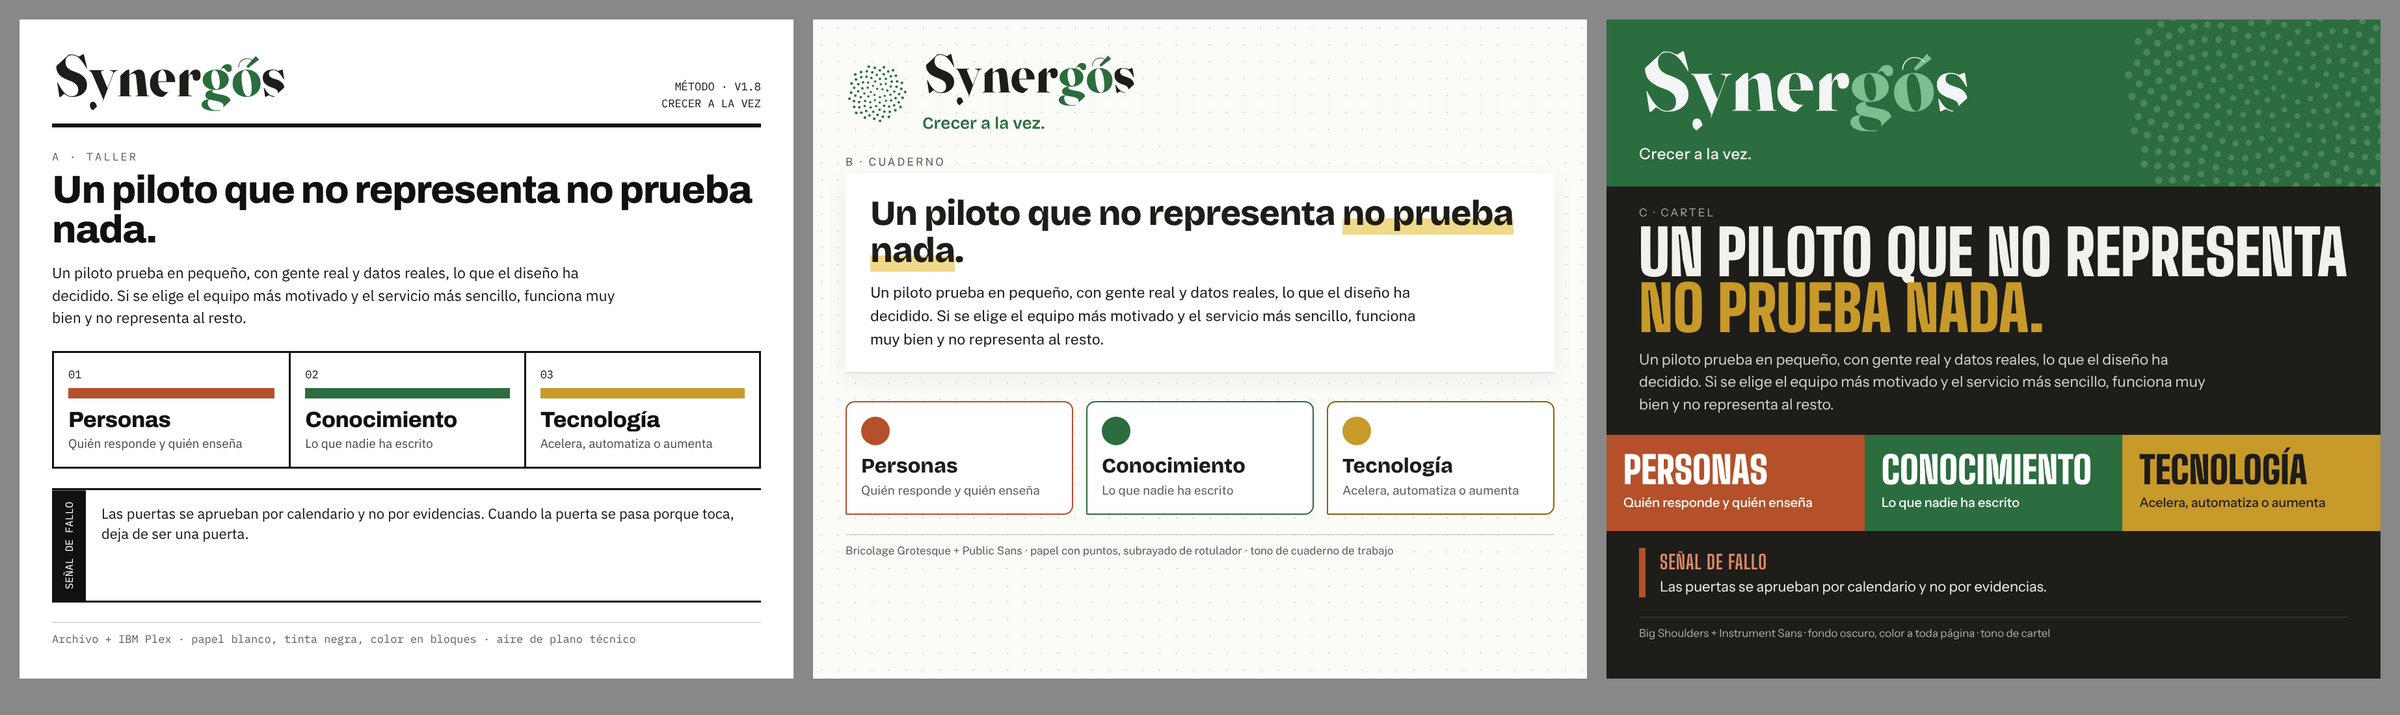 Synergós
MÉTODO · V1.8
CRECER A LA VEZ
A · TALLER
Un piloto que no representa no prueba
nada.
Un piloto prueba en pequeño, con gente real y datos reales, lo que el diseño ha
decidido. Si se elige el equipo más motivado y el servicio más sencillo, funciona muy
bien y no representa al resto.
01
Personas
Quién responde y quién enseña
02
Conocimiento
Lo que nadie ha escrito
03
Tecnología
Acelera, automatiza o aumenta
SEÑAL DE FALLO
Las puertas se aprueban por calendario y no por evidencias. Cuando la puerta se pasa porque toca,
deja de ser una puerta.
Archivo + IBM Plex · papel blanco, tinta negra, color en bloques · aire de plano técnico
Synergós
Crecer a la vez.
B · CUADERNO
Un piloto que no representa no prueba
nada.
Un piloto prueba en pequeño, con gente real y datos reales, lo que el diseño ha
decidido. Si se elige el equipo más motivado y el servicio más sencillo, funciona
muy bien y no representa al resto.
Personas
Quién responde y quién enseña
Conocimiento
Lo que nadie ha escrito
Tecnología
Acelera, automatiza o aumenta
Bricolage Grotesque + Public Sans · papel con puntos, subrayado de rotulador · tono de cuaderno de trabajo
Synergós
Crecer a la vez.
C · CARTEL
UN PILOTO QUE NO REPRESENTA
NO PRUEBA NADA.
Un piloto prueba en pequeño, con gente real y datos reales, lo que el diseño ha
decidido. Si se elige el equipo más motivado y el servicio más sencillo, funciona muy
bien y no representa al resto.
PERSONAS
Quién responde y quién enseña
CONOCIMIENTO
Lo que nadie ha escrito
TECNOLOGÍA
Acelera, automatiza o aumenta
SEÑAL DE FALLO
Las puertas se aprueban por calendario y no por evidencias.
Big Shoulders + Instrument Sans · fondo oscuro, color a toda página · tono de cartel